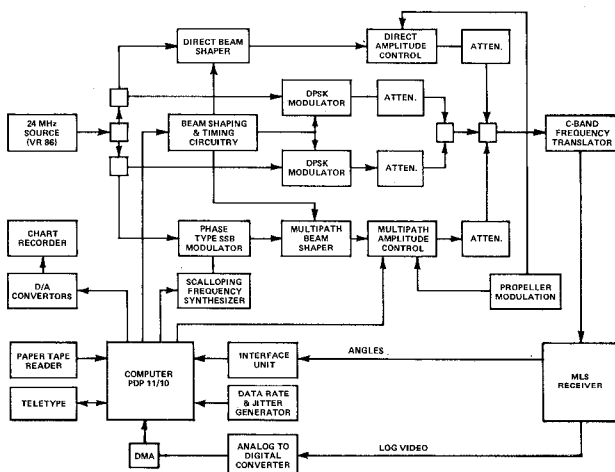 DIRECT BEAM
SHAPER
DIRECT
AMPLITUDE
CONTROL
ATTEN.
DPSK
MODULATOR
ATTEN.
24 MHz
SOURCE
(VR 86)
BEAM SHAPING
& TIMING
CIRCUITRY
C-BAND
FREQUENCY
TRANSLATOR
DPSK
MODULATOR
ATTEN.
CHART
RECORDER
PHASE
TYPE SSB
MODULATOR
MULTIPATH
BEAM
SHAPER
MULTIPATH
AMPLITUDE
CONTROL
ATTEN.
D/A
CONVERTORS
SCALLOPING
FREQUENCY
SYNTHESIZER
PROPELLER
MODULATION
PAPER TAPE
READER
COMPUTER
PDP 11/10
INTERFACE
UNIT
ANGLES
MLS
RECEIVER
TELETYPE
DATA RATE
& JITTER
GENERATOR
DMA
ANALOG TO
DIGITAL
CONVERTER
LOG VIDEO